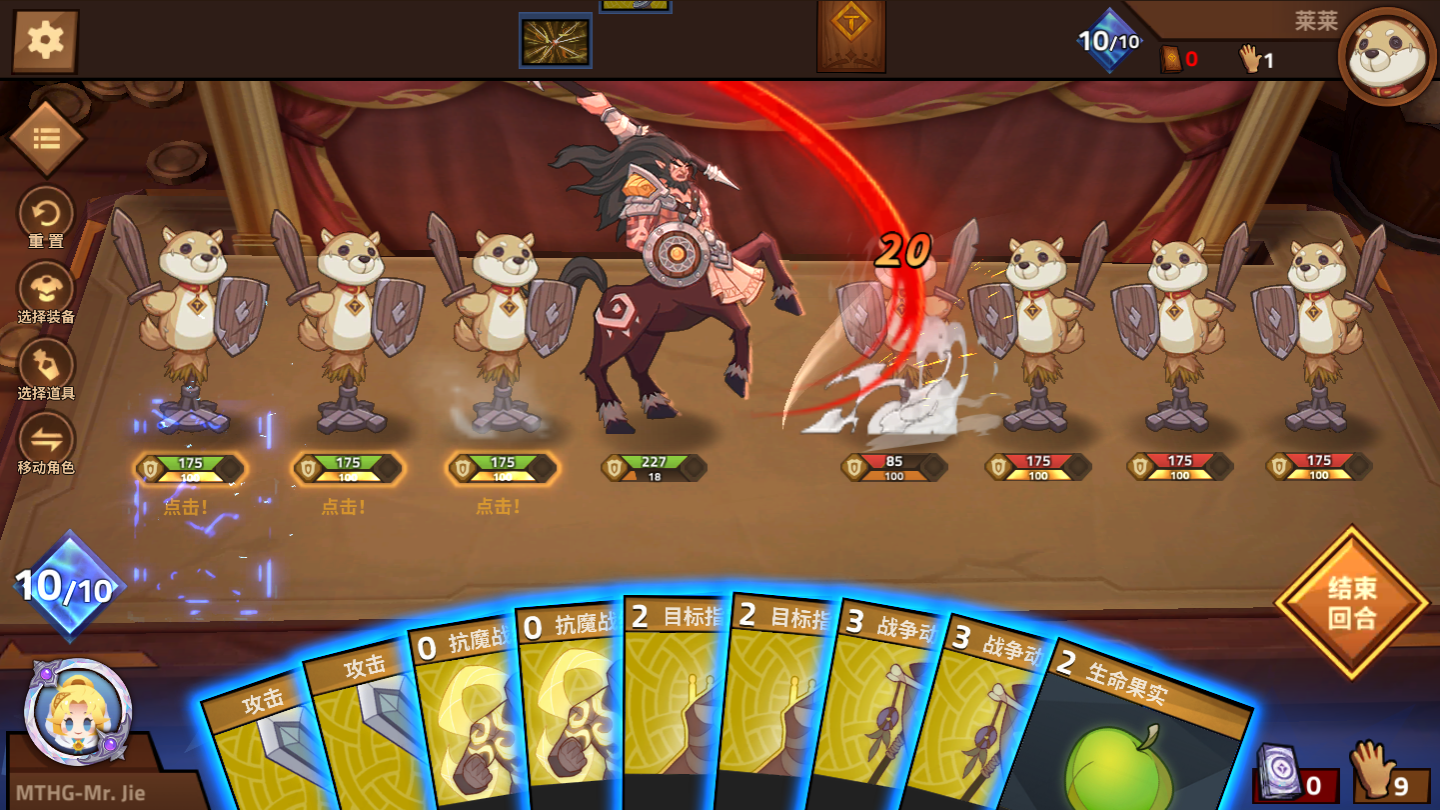 10/10
0
1
莱莱
重置
选择装备
选择道具
移动角色
20
175
100
点击!
175
100
点击!
175
100
点击!
227
18
85
100
175
100
175
100
175
100
10/10
结束
回合
攻击
攻击
0 抗魔战
0 抗魔战
2 目标指
2 目标指
3 战争动
3 战争动
2 生命果实
MTHG-Mr. Jie
0
9